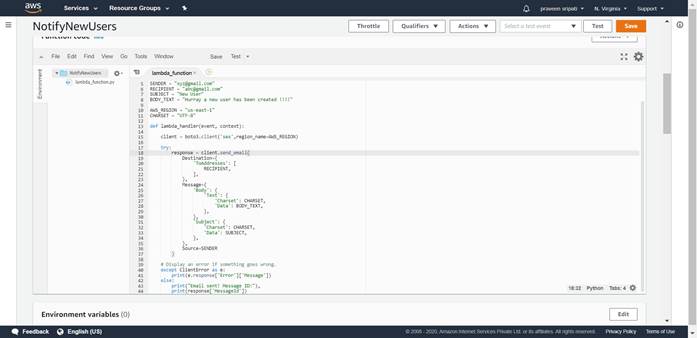 aws Services Resource Groups praveen sripati N. Virginia Support
NotifyNewUsers Throttle Qualifiers Actions Select a test event Test Save
Function code Actions
File Edit Find View Go Tools Window Save Test
Environment
NotifyNewUsers
lambda_function.py
lambda_function
5 SENDER = "xyz@gmail.com"
6 RECIPIENT = "abc@gmail.com"
7 SUBJECT = "New User"
8 BODY_TEXT = "Hurray a new user has been created !!!!"
9
10 AWS_REGION = "us-east-1"
11 CHARSET = "UTF-8"
12
13 def lambda_handler(event, context):
14
15 client = boto3.client('ses',region_name=AWS_REGION)
16
17 try:
18 response = client.send_email(
19 Destination={
20 'ToAddresses': [
21 RECIPIENT,
22 ],
23 },
24 Message={
25 'Body': {
26 'Text': {
27 'Charset': CHARSET,
28 'Data': BODY_TEXT,
29 },
30 },
31 'Subject': {
32 'Charset': CHARSET,
33 'Data': SUBJECT,
34 },
35 },
36 Source=SENDER
37 )
38
39 # Display an error if something goes wrong.
40 except ClientError as e:
41 print(e.response['Error']['Message'])
42 else:
43 print("Email sent! Message ID:"),
44 print(response['MessageId'])
18:32 Python Tabs: 4
Environment variables (0) Edit
Feedback English (US) © 2008 - 2020, Amazon Internet Services Private Ltd. or its affiliates. All rights reserved. Privacy Policy Terms of Use